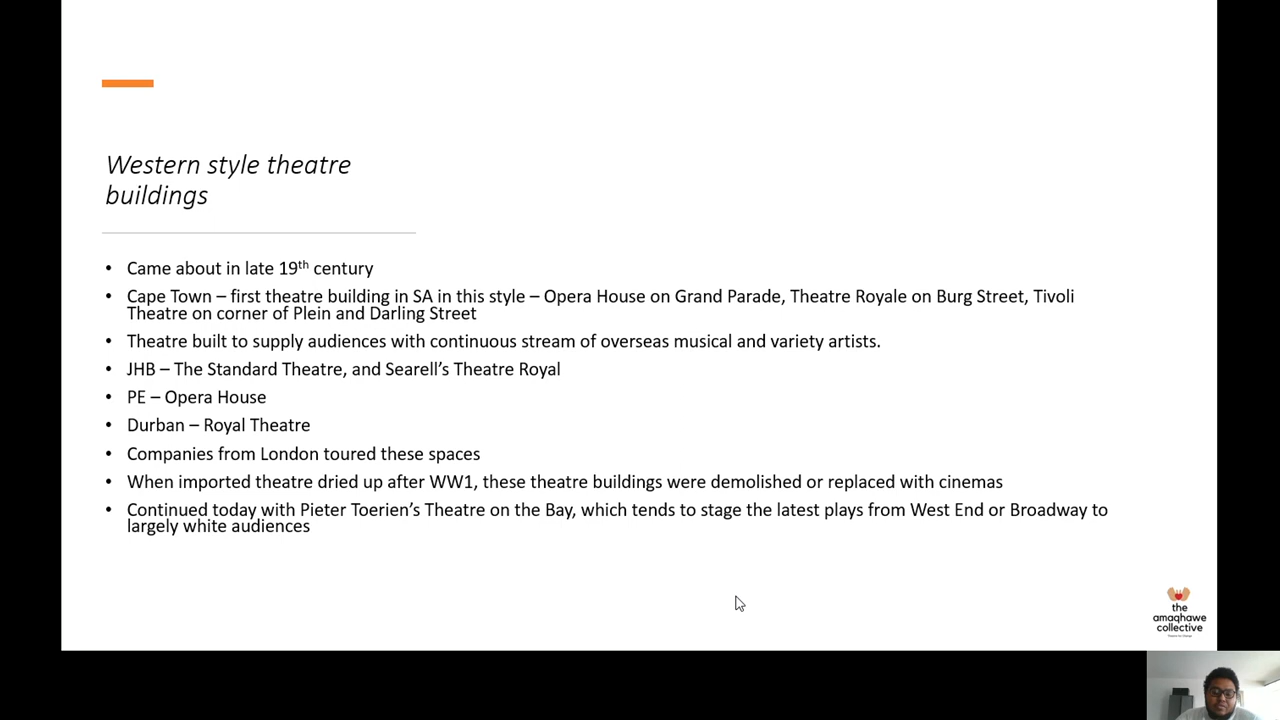 Western style theatre
buildings
• Came about in late 19th century
• Cape Town – first theatre building in SA in this style – Opera House on Grand Parade, Theatre Royale on Burg Street, Tivoli
Theatre on corner of Plein and Darling Street
• Theatre built to supply audiences with continuous stream of overseas musical and variety artists.
• JHB – The Standard Theatre, and Searell’s Theatre Royal
• PE – Opera House
• Durban – Royal Theatre
• Companies from London toured these spaces
• When imported theatre dried up after WW1, these theatre buildings were demolished or replaced with cinemas
• Continued today with Pieter Toerien’s Theatre on the Bay, which tends to stage the latest plays from West End or Broadway to
largely white audiences
the
amaqhawe
collective